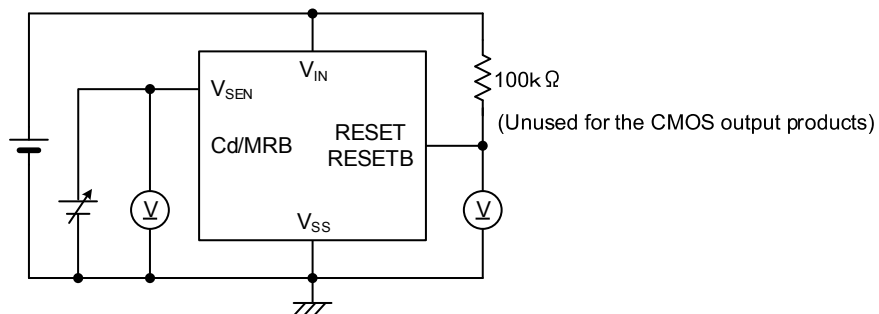 V_IN
100kΩ
V_SEN
(Unused for the CMOS output products)
Cd/MRB
RESET
RESETB
V
V
V_SS